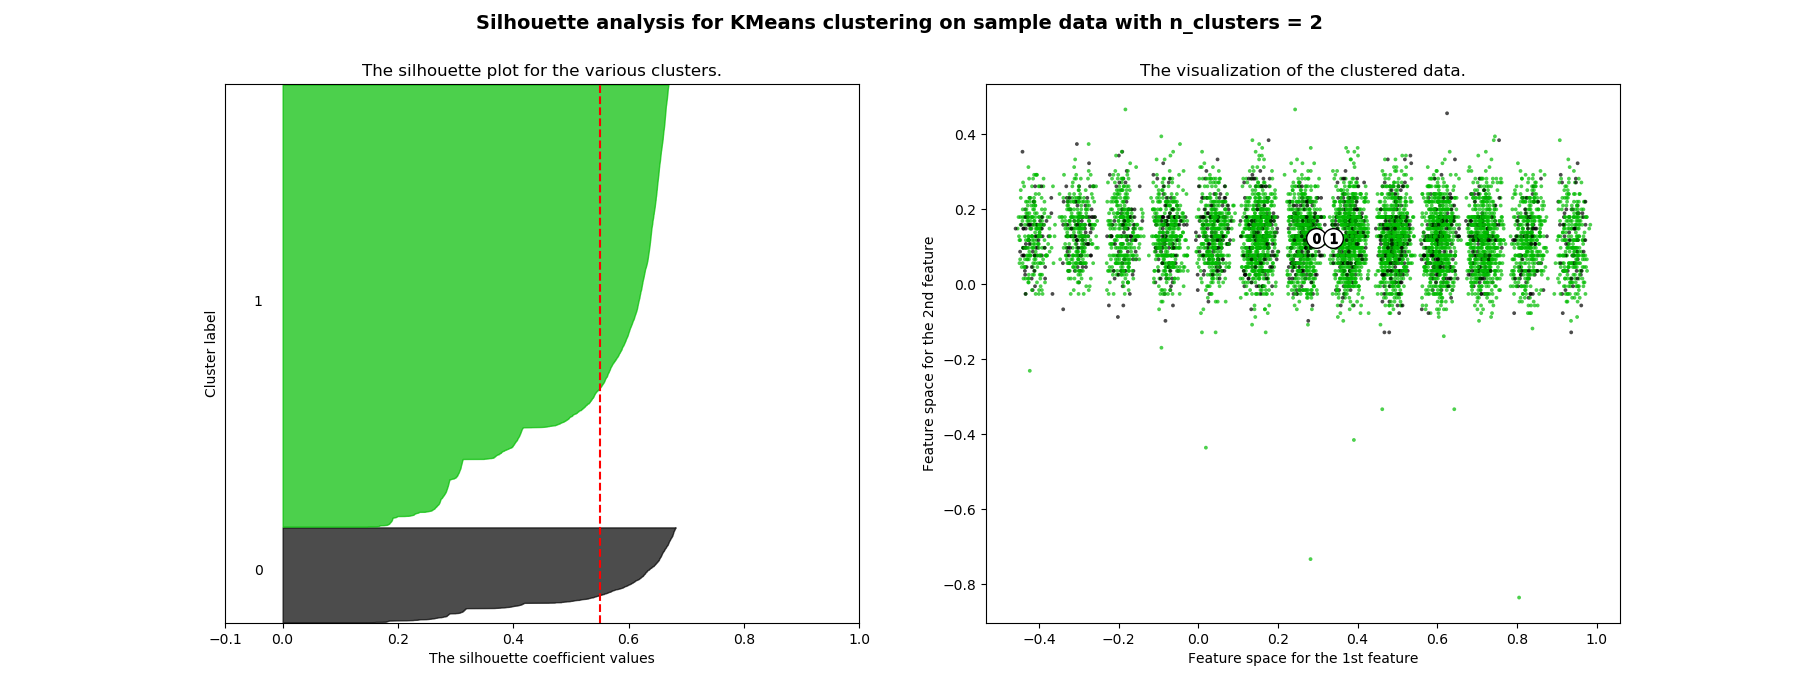 Silhouette analysis for KMeans clustering on sample data with n_clusters = 2
The silhouette plot for the various clusters.
Cluster label
1
0
−0.1 0.0 0.2 0.4 0.6 0.8 1.0
The silhouette coefficient values
The visualization of the clustered data.
Feature space for the 2nd feature
0.4
0.2
0.0
−0.2
−0.4
−0.6
−0.8
0 1
−0.4 −0.2 0.0 0.2 0.4 0.6 0.8 1.0
Feature space for the 1st feature